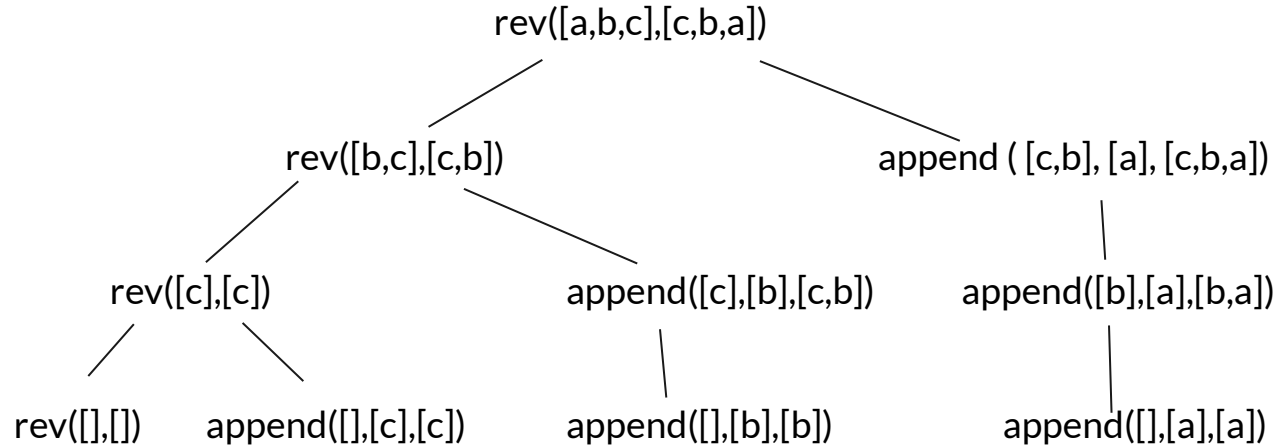 rev([a,b,c],[c,b,a])
rev([b,c],[c,b])
append ( [c,b], [a], [c,b,a])
rev([c],[c])
append([c],[b],[c,b])
append([b],[a],[b,a])
rev([],[])
append([],[c],[c])
append([],[b],[b])
append([],[a],[a])